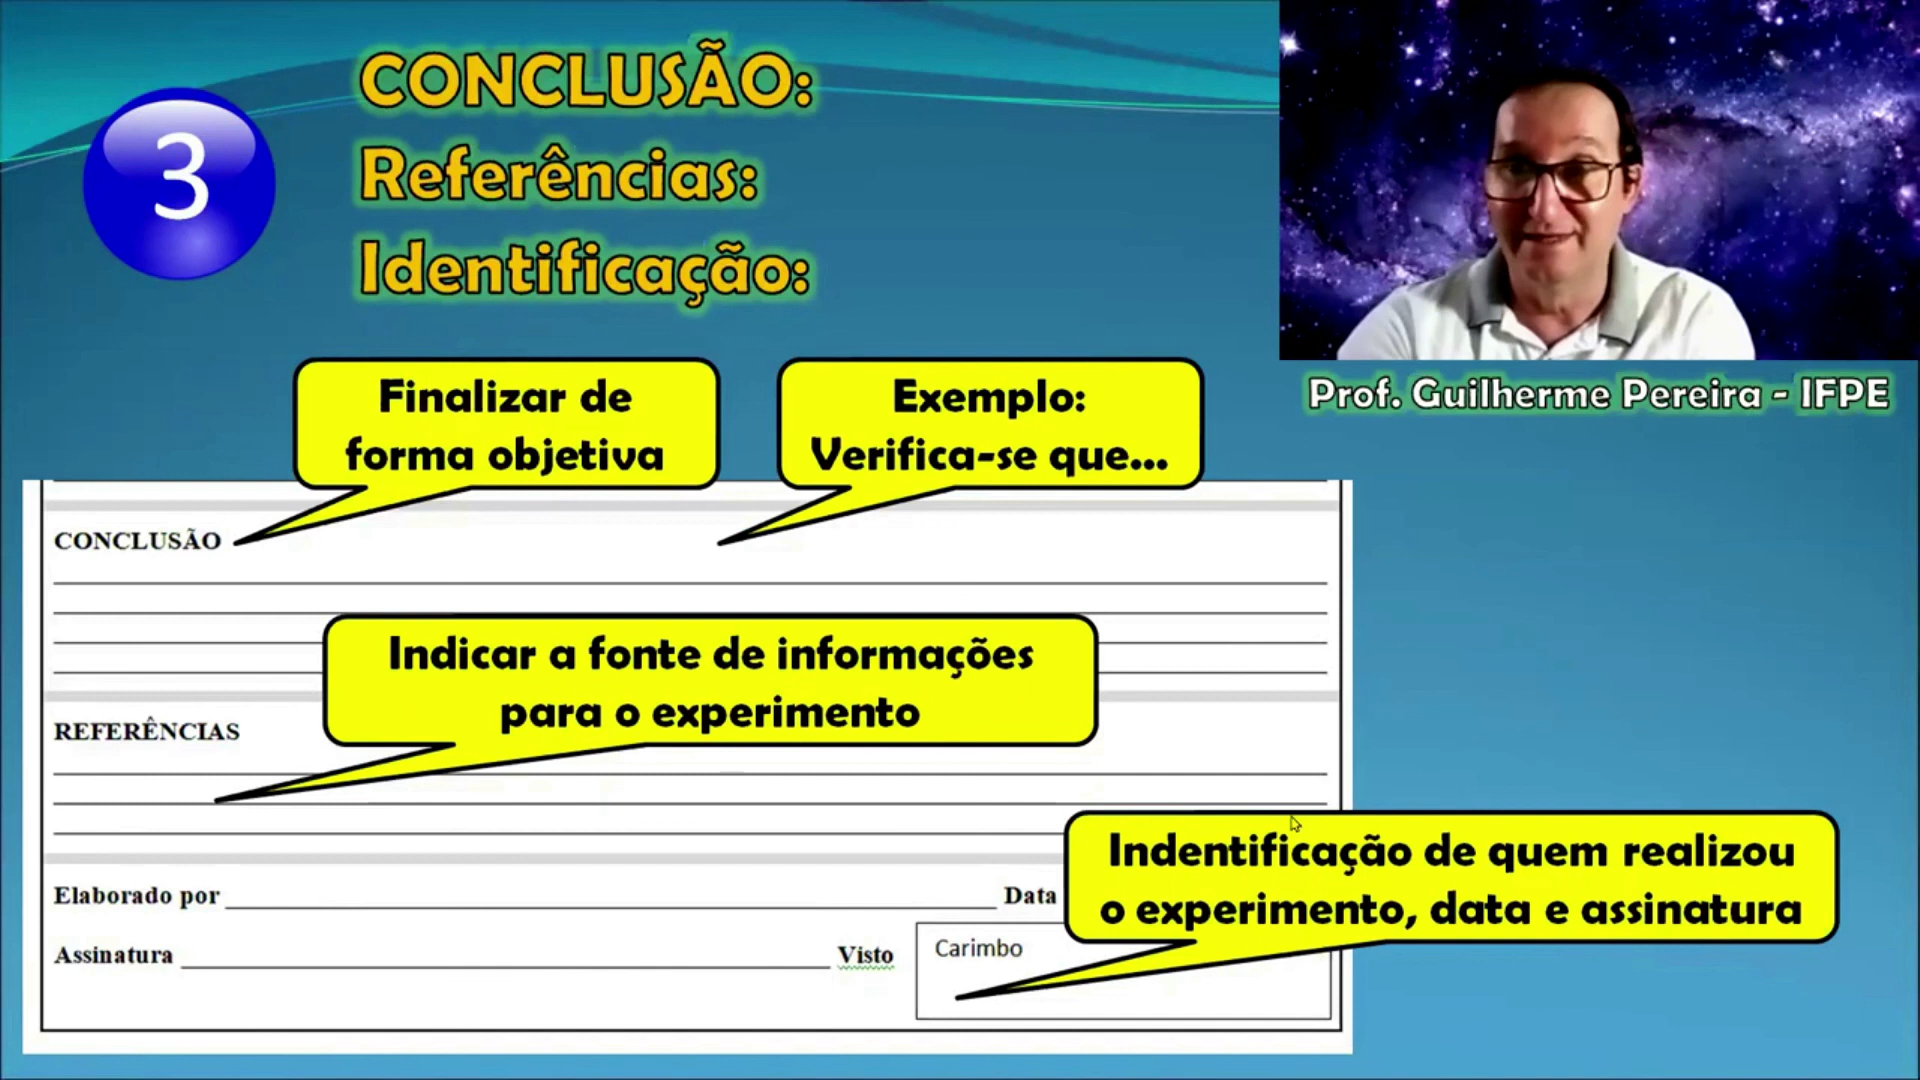 3
CONCLUSÃO:
Referências:
Identificação:
Prof. Guilherme Pereira - IFPE
Finalizar de
forma objetiva
Exemplo:
Verifica-se que...
CONCLUSÃO
Indicar a fonte de informações
para o experimento
REFERÊNCIAS
Indentificação de quem realizou
o experimento, data e assinatura
Elaborado por
Data
Assinatura
Visto
Carimbo